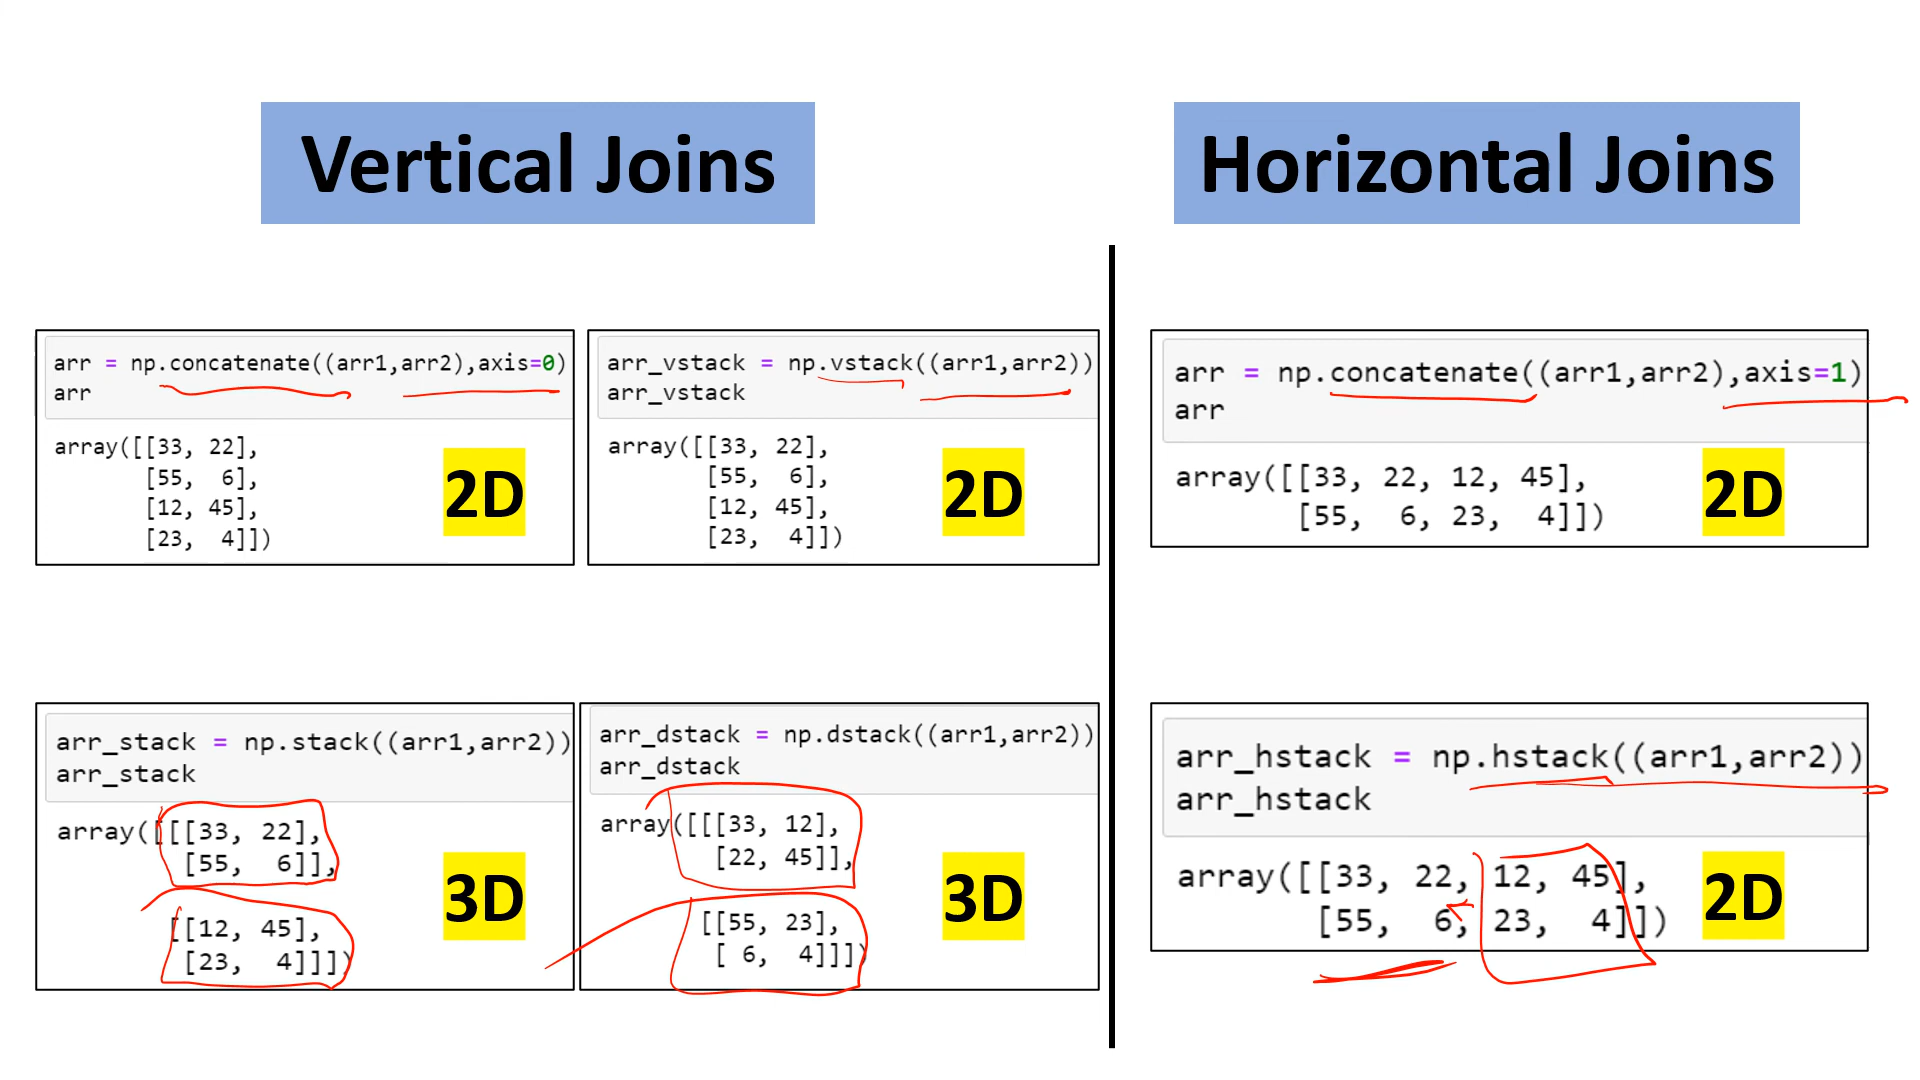 Vertical Joins
Horizontal Joins
arr = np.concatenate((arr1,arr2),axis=0)
arr
array([[33, 22],
[55,  6],
[12, 45],
[23,  4]])
2D
arr_vstack = np.vstack((arr1,arr2))
arr_vstack
array([[33, 22],
[55,  6],
[12, 45],
[23,  4]])
2D
arr = np.concatenate((arr1,arr2),axis=1)
arr
array([[33, 22, 12, 45],
[55,  6, 23,  4]])
2D
arr_stack = np.stack((arr1,arr2))
arr_stack
array([[[33, 22],
[55,  6]],
[[12, 45],
[23,  4]]])
3D
arr_dstack = np.dstack((arr1,arr2))
arr_dstack
array([[[33, 12],
[22, 45]],
[[55, 23],
[ 6,  4]]])
3D
arr_hstack = np.hstack((arr1,arr2))
arr_hstack
array([[33, 22, 12, 45],
[55,  6, 23,  4]])
2D